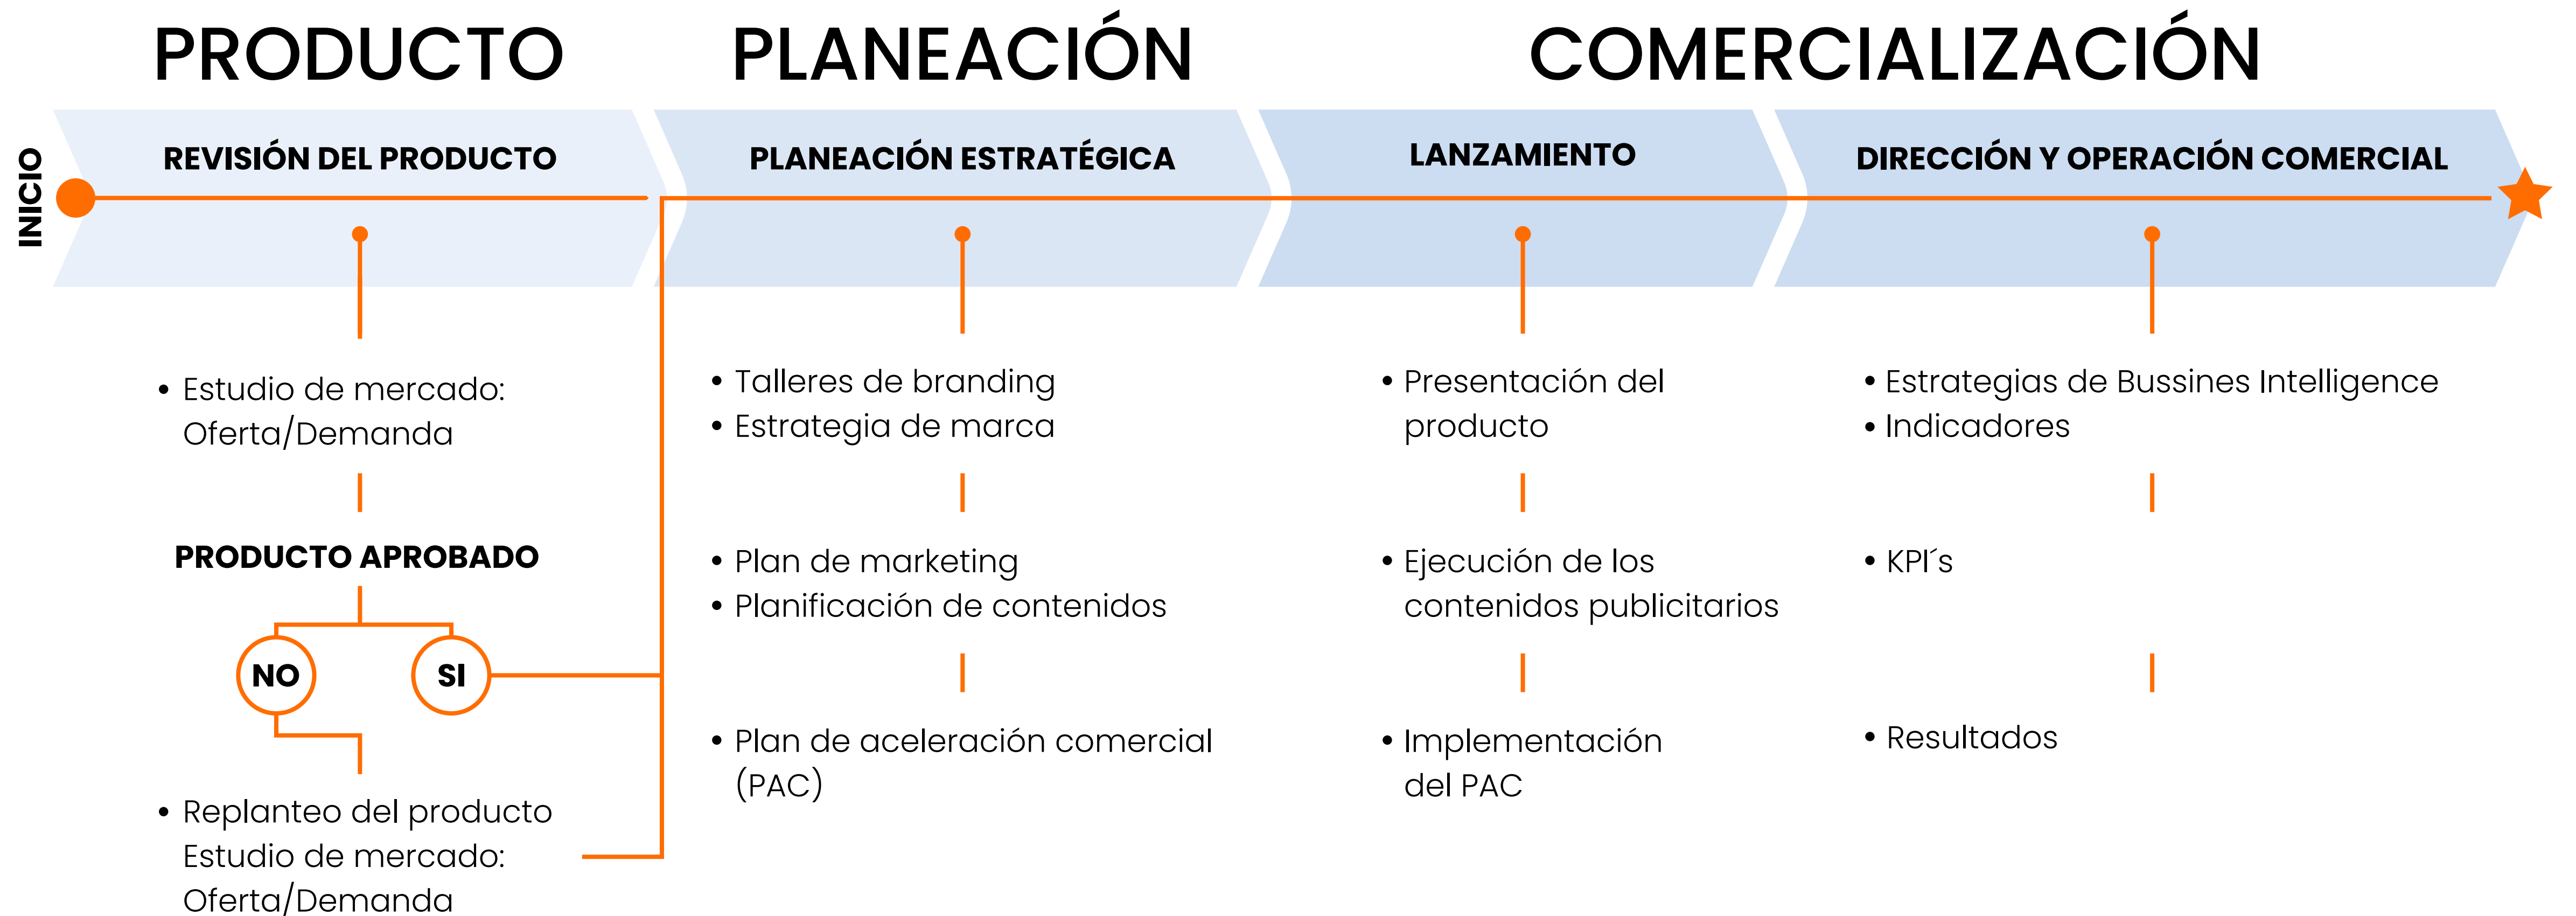 PRODUCTO
PLANEACIÓN
COMERCIALIZACIÓN
INICIO
REVISIÓN DEL PRODUCTO
PLANEACIÓN ESTRATÉGICA
LANZAMIENTO
DIRECCIÓN Y OPERACIÓN COMERCIAL
• Estudio de mercado:
Oferta/Demanda
PRODUCTO APROBADO
NO
SI
• Replanteo del producto
Estudio de mercado:
Oferta/Demanda
• Talleres de branding
• Estrategia de marca
• Plan de marketing
• Planificación de contenidos
• Plan de aceleración comercial
(PAC)
• Presentación del
producto
• Ejecución de los
contenidos publicitarios
• Implementación
del PAC
• Estrategias de Bussines Intelligence
• Indicadores
• KPI´s
• Resultados